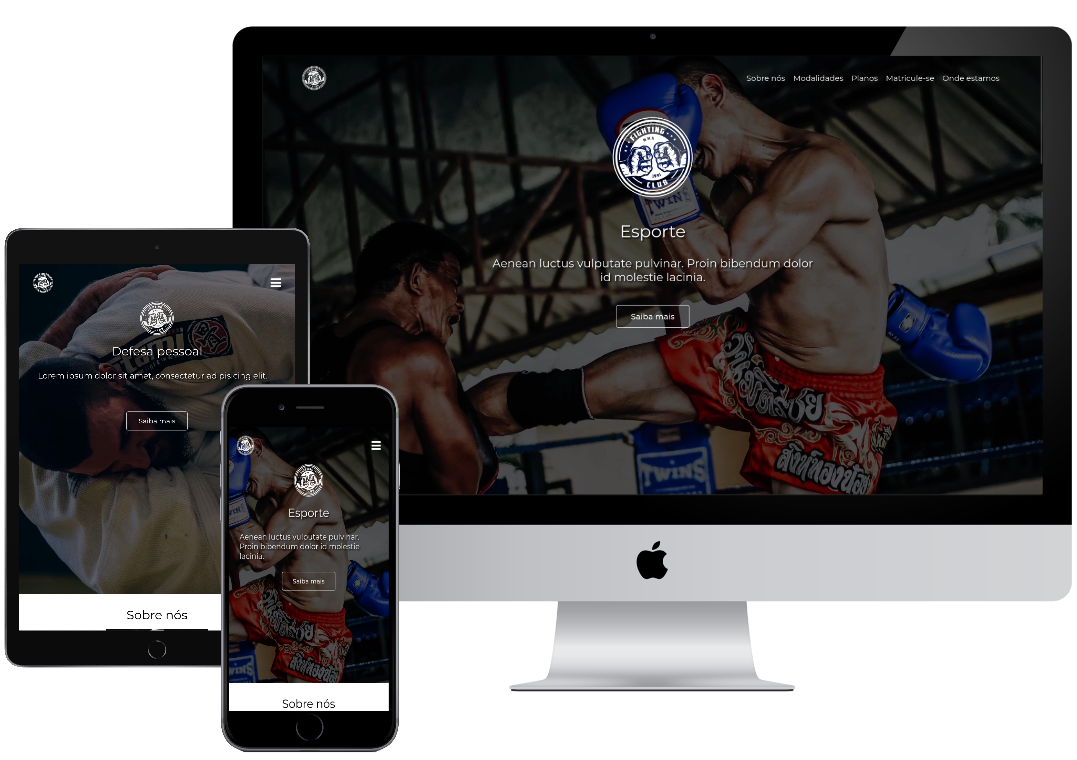 Sobre nós Modalidades Planos Matricule-se Onde estamos
FIGHTING
MMA
CLUB
TWINS
Esporte
Aenean luctus vulputate pulvinar. Proin bibendum dolor
id molestie lacinia.
Saiba mais
TWINS
Defesa pessoal
Lorem ipsum dolor sit amet, consectetur adipisicing elit.
Saiba mais
Sobre nós
Esporte
Aenean luctus vulputate pulvinar.
Proin bibendum dolor id molestie
lacinia.
Saiba mais
Sobre nós